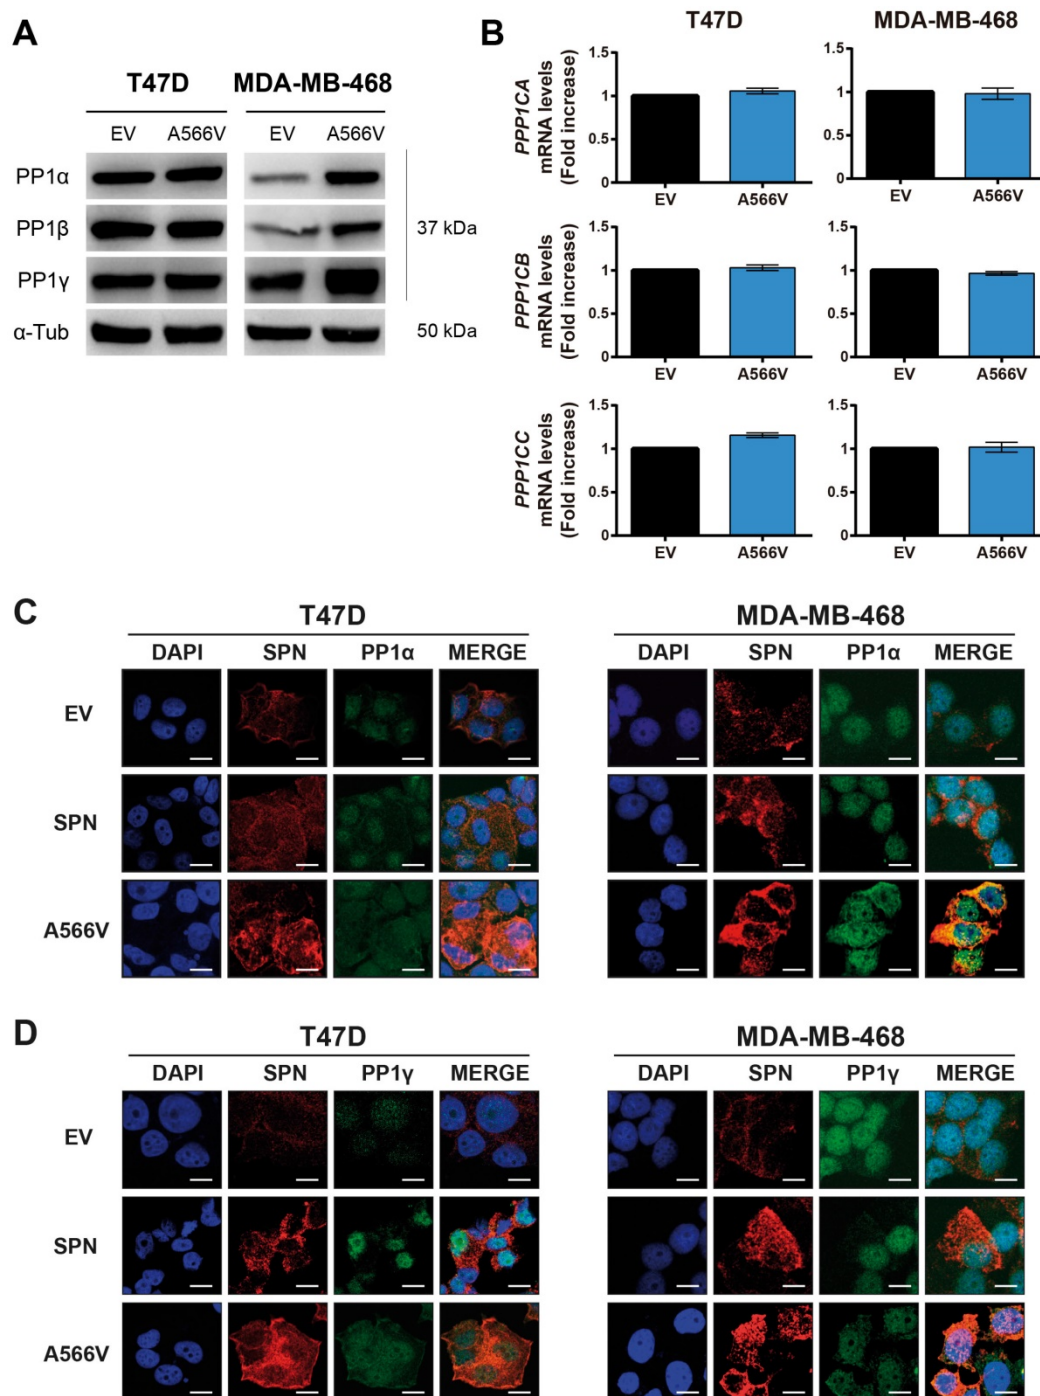 A
T47D MDA-MB-468
EV A566V EV A566V
PP1α
PP1β
PP1γ
α-Tub
37 kDa
50 kDa
B
T47D MDA-MB-468
PPP1CA
mRNA levels
(Fold increase)
1.5
1
0.5
0
EV A566V
1.5
1
0.5
0
EV A566V
PPP1CB
mRNA levels
(Fold increase)
1.5
1
0.5
0
EV A566V
1.5
1
0.5
0
EV A566V
PPP1CC
mRNA levels
(Fold increase)
1.5
1
0.5
0
EV A566V
1.5
1
0.5
0
EV A566V
C
T47D MDA-MB-468
DAPI SPN PP1α MERGE DAPI SPN PP1α MERGE
EV
SPN
A566V
D
T47D MDA-MB-468
DAPI SPN PP1γ MERGE DAPI SPN PP1γ MERGE
EV
SPN
A566V